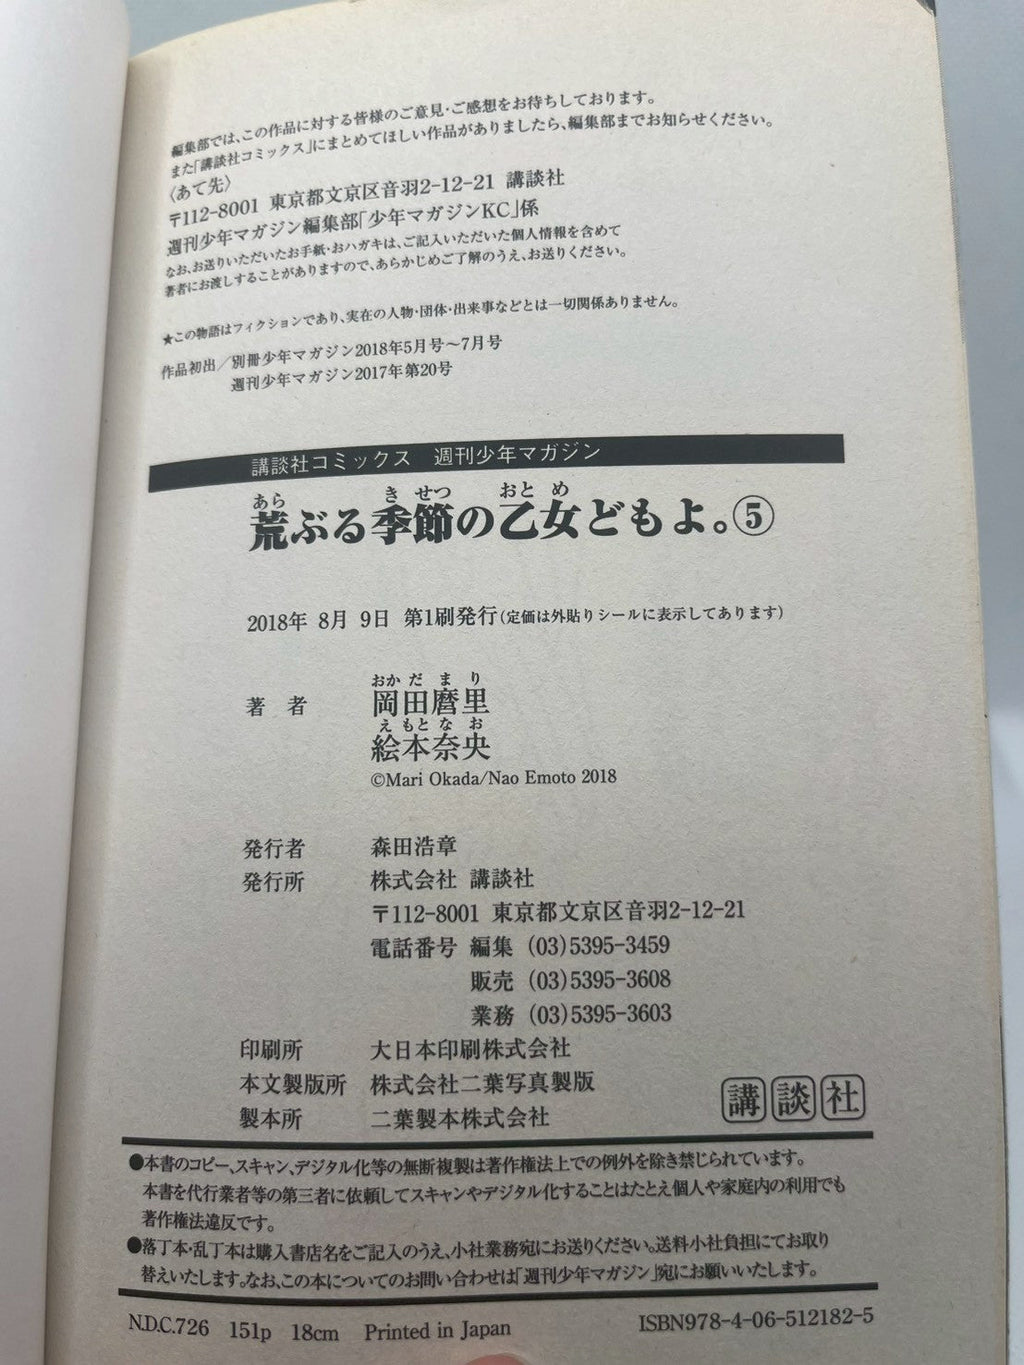 編集部では、この作品に対する皆様のご意見・ご感想をお待ちしております。
また「講談社コミックス」にまとめてほしい作品がありましたら、編集部までお知らせください。
〈あて先〉
〒112-8001 東京都文京区音羽2-12-21 講談社
週刊少年マガジン編集部「少年マガジンKC」係
なお、お送りいただいたお手紙・おハガキは、ご記入いただいた個人情報を含めて
著者にお渡しすることがありますので、あらかじめご了解のうえ、お送りください。
★この物語はフィクションであり、実在の人物・団体・出来事などとは一切関係ありません。
作品初出／別冊少年マガジン2018年5月号～7月号
週刊少年マガジン2017年第20号
講談社コミックス 週刊少年マガジン
あら き せつ おと め
荒ぶる季節の乙女どもよ。⑤
2018年 8月 9日 第1刷発行(定価は外貼りシールに表示してあります)
おか だ ま り
著 者 岡田麿里
え もと な お
絵本奈央
©Mari Okada/Nao Emoto 2018
発行者 森田浩章
発行所 株式会社 講談社
〒112-8001 東京都文京区音羽2-12-21
電話番号 編集 (03)5395-3459
販売 (03)5395-3608
業務 (03)5395-3603
印刷所 大日本印刷株式会社
本文製版所 株式会社二葉写真製版
製本所 二葉製本株式会社
講談社
●本書のコピー、スキャン、デジタル化等の無断複製は著作権法上での例外を除き禁じられています。
本書を代行業者等の第三者に依頼してスキャンやデジタル化することはたとえ個人や家庭内の利用でも
著作権法違反です。
●落丁本・乱丁本は購入書店名をご記入のうえ、小社業務宛にお送りください。送料小社負担にてお取り
替えいたします。なお、この本についてのお問い合わせは「週刊少年マガジン」宛にお願いいたします。
N.D.C.726 151p 18cm Printed in Japan ISBN978-4-06-512182-5